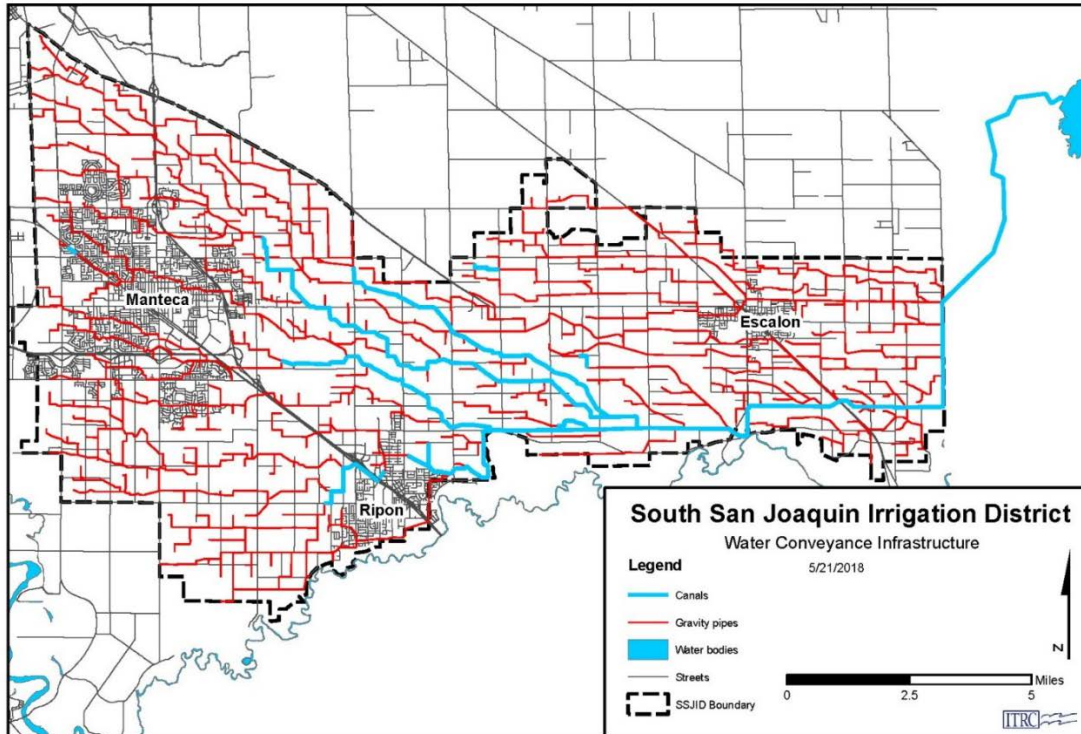 Manteca
Escalon
Ripon
South San Joaquin Irrigation District
Water Conveyance Infrastructure
5/21/2018
Legend
Canals
Gravity pipes
Water bodies
Streets
SSJID Boundary
N
Miles
0 2.5 5
ITRC